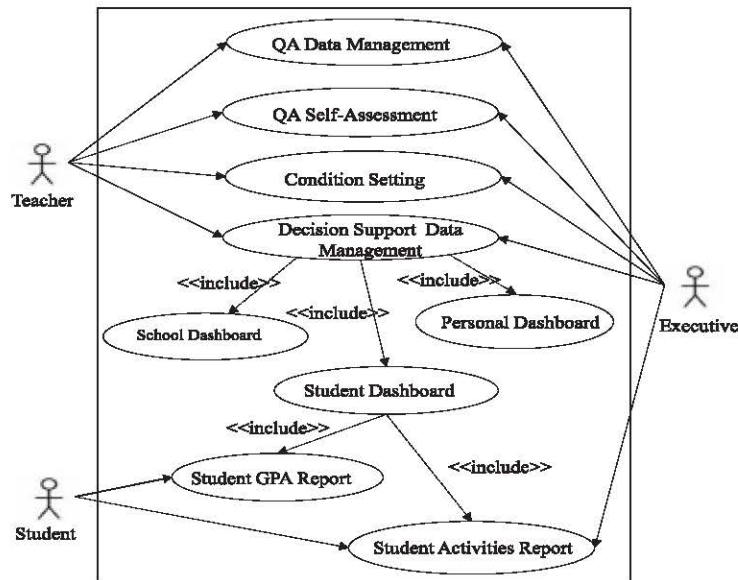 QA Data Management
QA Self-Assessment
Teacher
Condition Setting
Decision Support Data
Management
<<include>>
<<include>>
<<include>>
School Dashboard
Personal Dashboard
Executive
Student Dashboard
<<include>>
<<include>>
Student GPA Report
Student
Student Activities Report